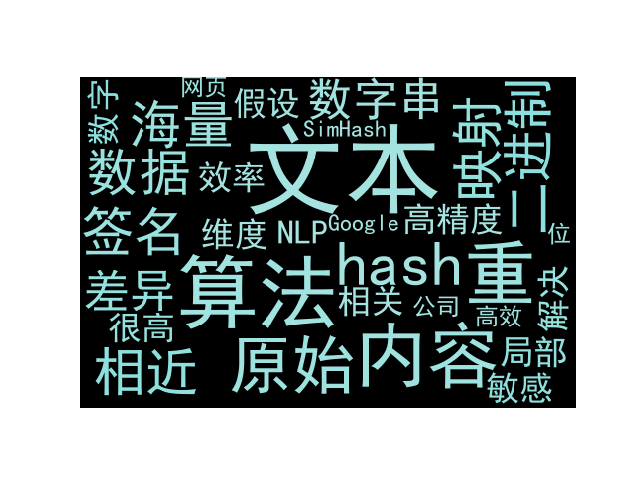 网页
数字
海量
假设
数字串
SimHash
映射
二进制
数据
效率
文本
签名
维度
NLP
Google
高精度
位
差异
算法
hash
重
相关
公司
高效
解决
很高
相近
原始
内容
局部
敏感